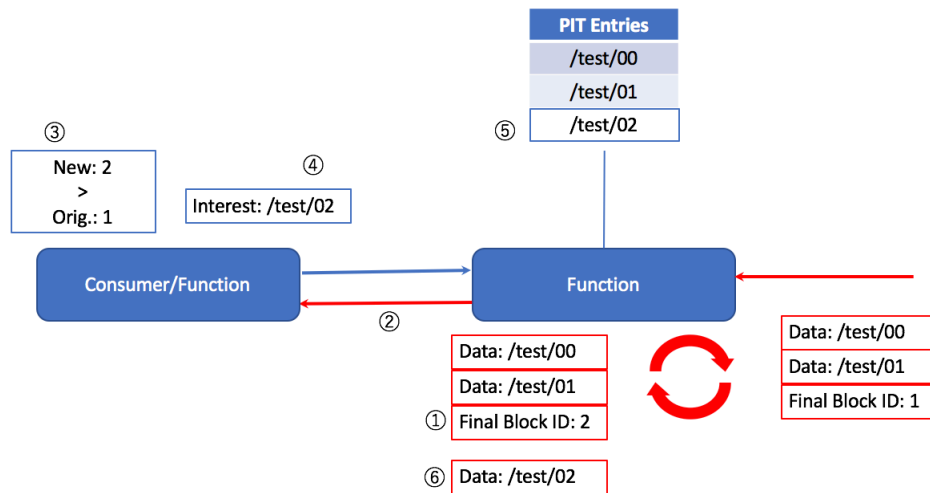 PIT Entries
/test/00
/test/01
⑤ /test/02
③
New: 2
>
Orig.: 1
④
Interest: /test/02
Consumer/Function
Function
②
Data: /test/00
Data: /test/01
① Final Block ID: 2
⑥ Data: /test/02
Data: /test/00
Data: /test/01
Final Block ID: 1